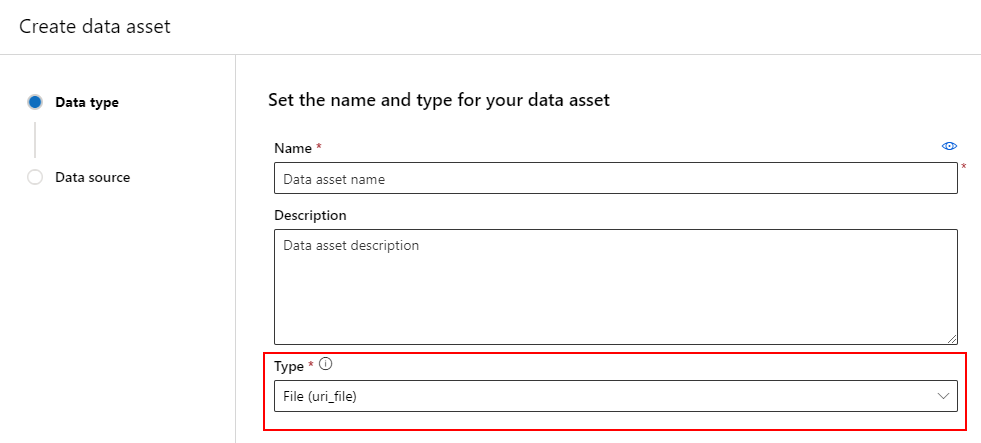 Create data asset
Data type
Data source
Set the name and type for your data asset
Name *
Data asset name
*
Description
Data asset description
Type *
File (uri_file)